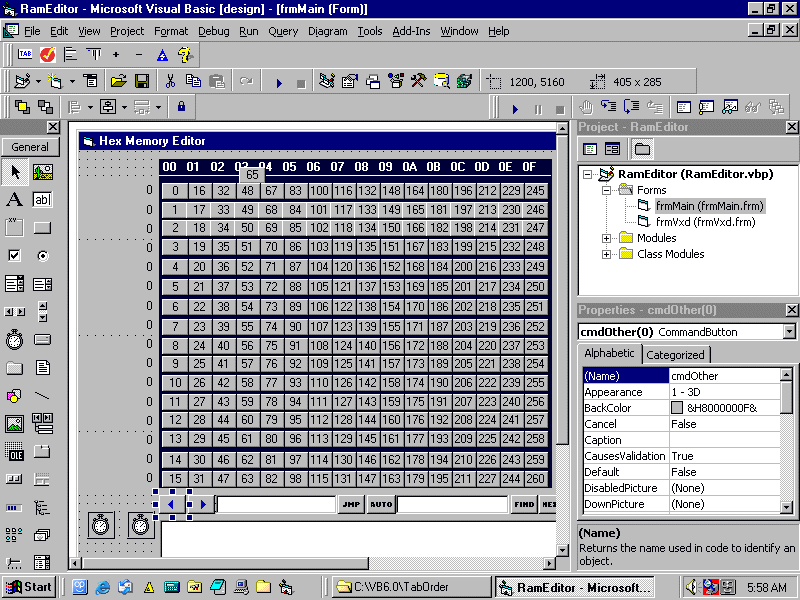 RamEditor - Microsoft Visual Basic [design] - [frmMain (Form)]
File Edit View Project Format Debug Run Query Diagram Tools Add-Ins Window Help
TAB
1200, 5160 405 x 285
General
Hex Memory Editor
00 01 02 03 04 05 06 07 08 09 0A 0B 0C 0D 0E 0F
65
0 0 16 32 48 67 83 100 116 132 148 164 180 196 212 229 245
0 1 17 33 49 68 84 101 117 133 149 165 181 197 213 230 246
0 2 18 34 50 69 85 102 118 134 150 166 182 198 214 231 247
0 3 19 35 51 70 86 103 119 135 151 167 183 199 215 232 248
0 4 20 36 52 71 87 104 120 136 152 168 184 200 216 233 249
0 5 21 37 53 72 88 105 121 137 153 169 185 201 217 234 250
0 6 22 38 54 73 89 106 122 138 154 170 186 202 218 235 251
0 7 23 39 55 74 90 107 123 139 155 171 187 203 219 236 252
0 8 24 40 56 75 91 108 124 140 156 172 188 204 220 237 253
0 9 25 41 57 76 92 109 125 141 157 173 189 205 221 238 254
0 10 26 42 58 77 93 110 126 142 158 174 190 206 222 239 255
0 11 27 43 59 78 94 111 127 143 159 175 191 207 223 240 256
0 12 28 44 60 79 95 112 128 144 160 176 192 208 224 241 257
0 13 29 45 61 80 96 113 129 145 161 177 193 209 225 242 258
0 14 30 46 62 81 97 114 130 146 162 178 194 210 226 243 259
0 15 31 47 63 82 98 115 131 147 163 179 195 211 227 244 260
JMP AUTO FIND HEX
Project - RamEditor
RamEditor (RamEditor.vbp)
Forms
frmMain (frmMain.frm)
frmVxd (frmVxd.frm)
Modules
Class Modules
Properties - cmdOther(0)
cmdOther(0) CommandButton
Alphabetic Categorized
(Name) cmdOther
Appearance 1 - 3D
BackColor &H8000000F&
Cancel False
Caption
CausesValidation True
Default False
DisabledPicture (None)
DownPicture (None)
(Name)
Returns the name used in code to identify an
object.
A ab|
xv
OLE
Start C:\VB6.0\TabOrder RamEditor - Microsoft... 5:58 AM